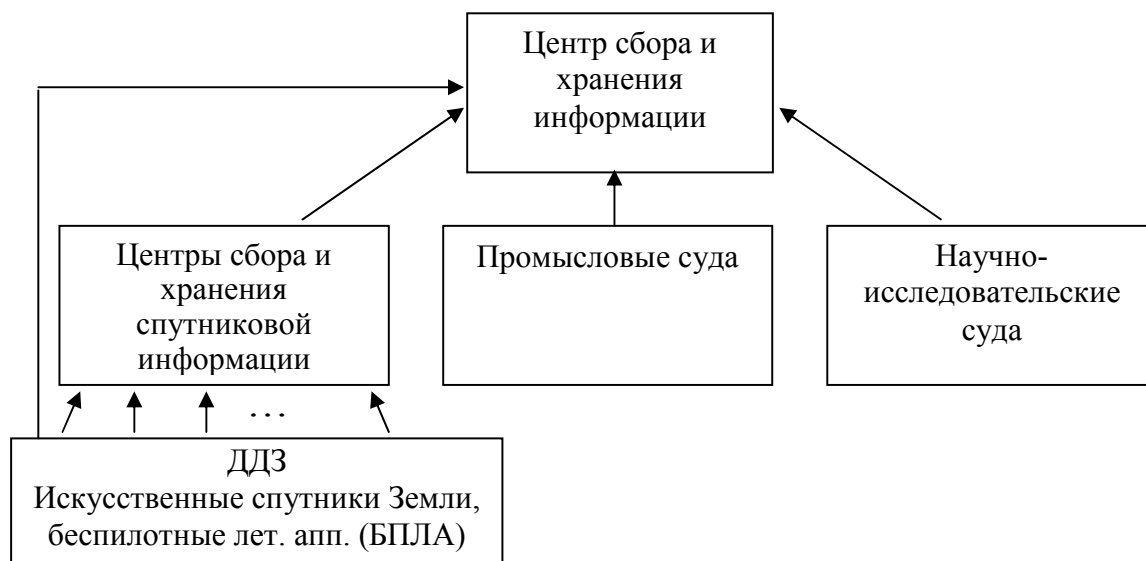 Центр сбора и
хранения
информации
Центры сбора и
хранения
спутниковой
информации
Промысловые суда
Научно-
исследовательские
суда
...
ДДЗ
Искусственные спутники Земли,
беспилотные лет. апп. (БПЛА)